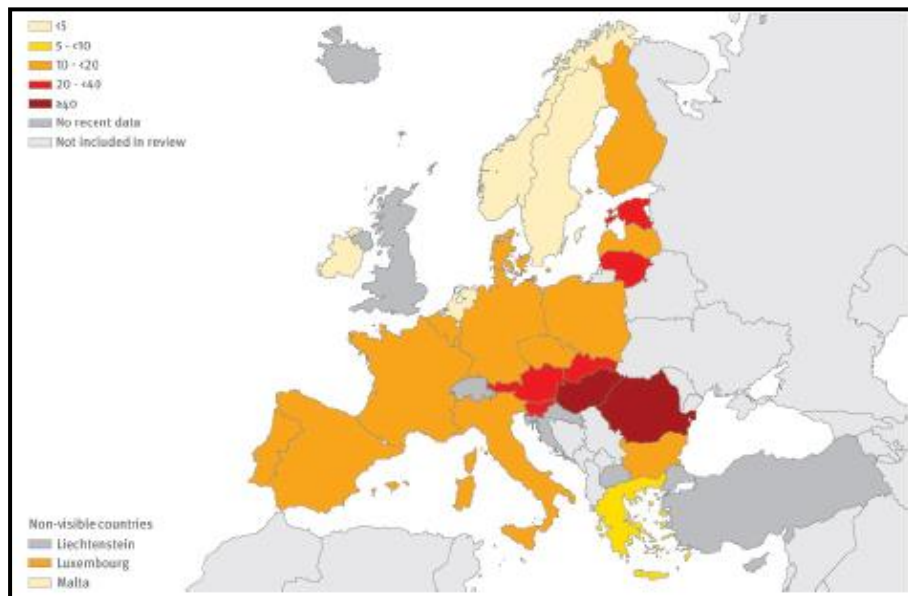 <5
5 - <10
10 - <20
20 - <40
≥40
No recent data
Not included in review
Non-visible countries
Liechtenstein
Luxembourg
Malta